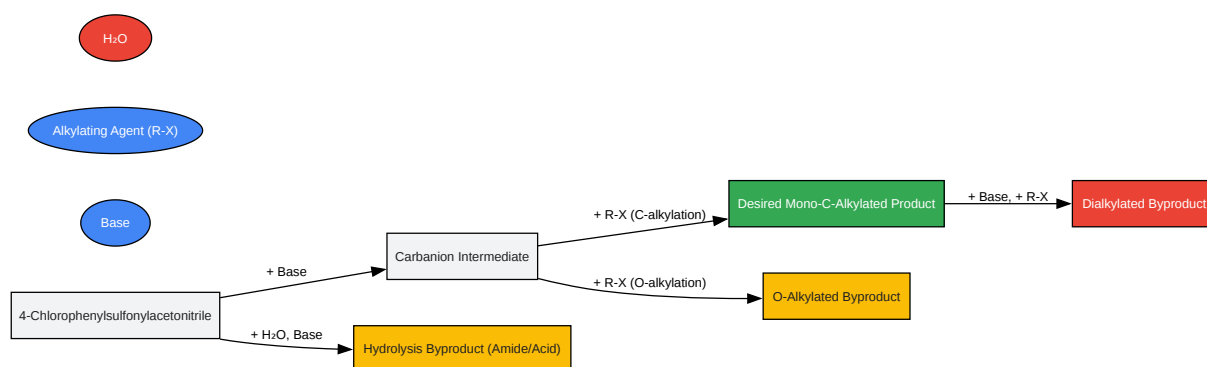 H₂O
Alkylating Agent (R-X)
Base
4-Chlorophenylsulfonylacetonitrile
+ Base
+ H₂O, Base
Carbanion Intermediate
Hydrolysis Byproduct (Amide/Acid)
+ R-X (C-alkylation)
+ R-X (O-alkylation)
Desired Mono-C-Alkylated Product
O-Alkylated Byproduct
+ Base, + R-X
Dialkylated Byproduct